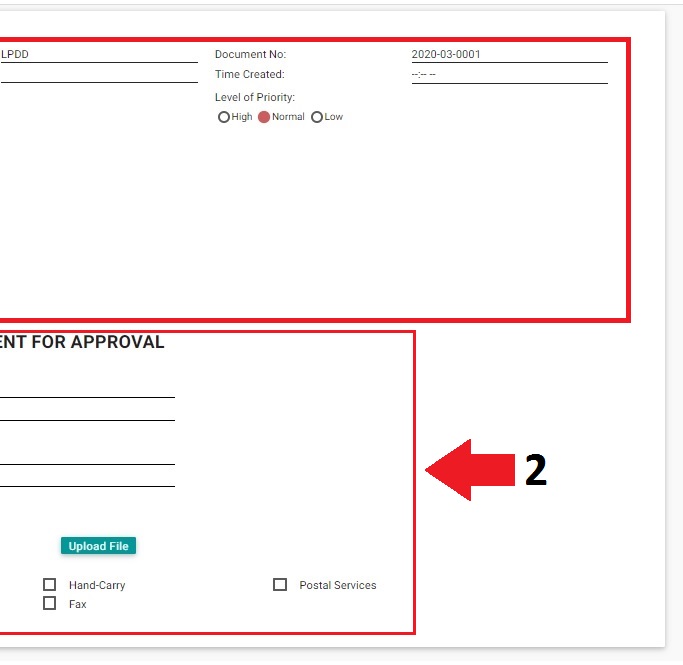 LPDD Document No: 2020-03-0001
Time Created: --:-- --
Level of Priority:
High Normal Low
ENT FOR APPROVAL
2
Upload File
Hand-Carry Postal Services
Fax